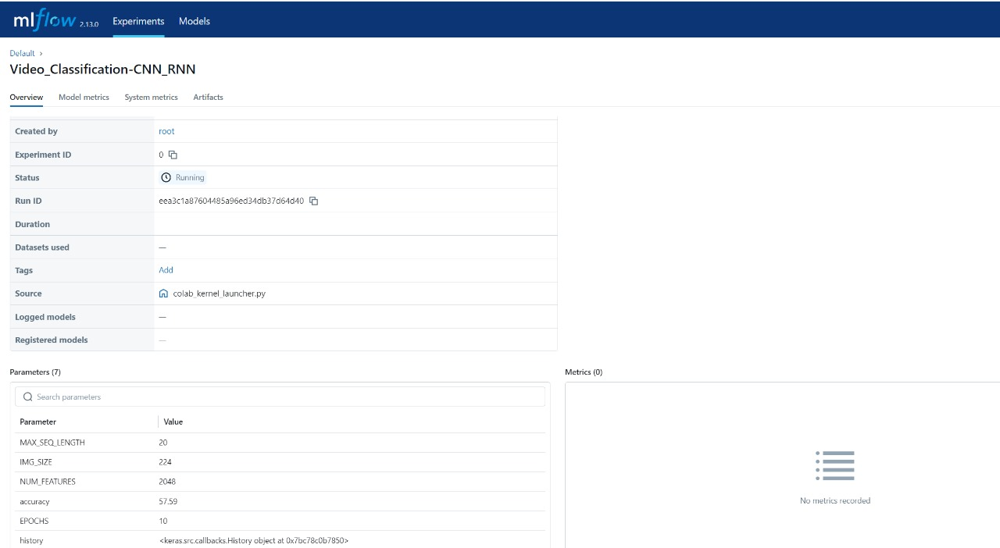 mlflow 2.13.0 Experiments Models
Default >
Video_Classification-CNN_RNN
Overview Model metrics System metrics Artifacts
Created by root
Experiment ID 0
Status Running
Run ID eea3c1a87604485a96ed34db37d64d40
Duration
Datasets used —
Tags Add
Source colab_kernel_launcher.py
Logged models —
Registered models —
Parameters (7)
Search parameters
Parameter Value
MAX_SEQ_LENGTH 20
IMG_SIZE 224
NUM_FEATURES 2048
accuracy 57.59
EPOCHS 10
history <keras.src.callbacks.History object at 0x7bc78c0b7850>
Metrics (0)
No metrics recorded